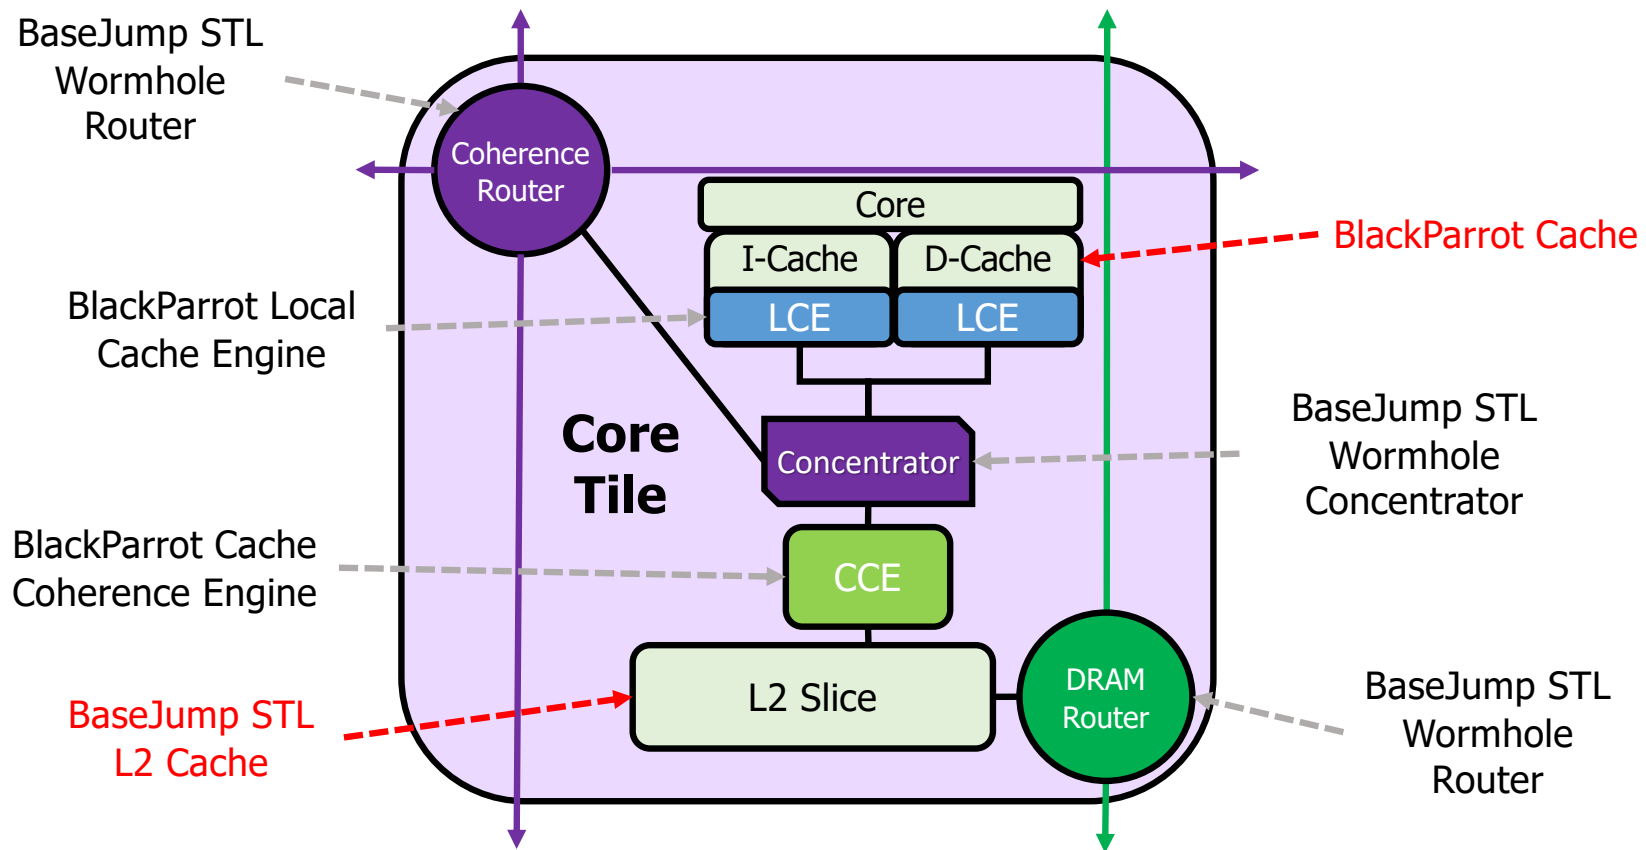 BaseJump STL
Wormhole
Router
Coherence
Router
Core
I-Cache
D-Cache
BlackParrot Cache
LCE
LCE
BlackParrot Local
Cache Engine
Core
Tile
Concentrator
BaseJump STL
Wormhole
Concentrator
BlackParrot Cache
Coherence Engine
CCE
L2 Slice
DRAM
Router
BaseJump STL
L2 Cache
BaseJump STL
Wormhole
Router